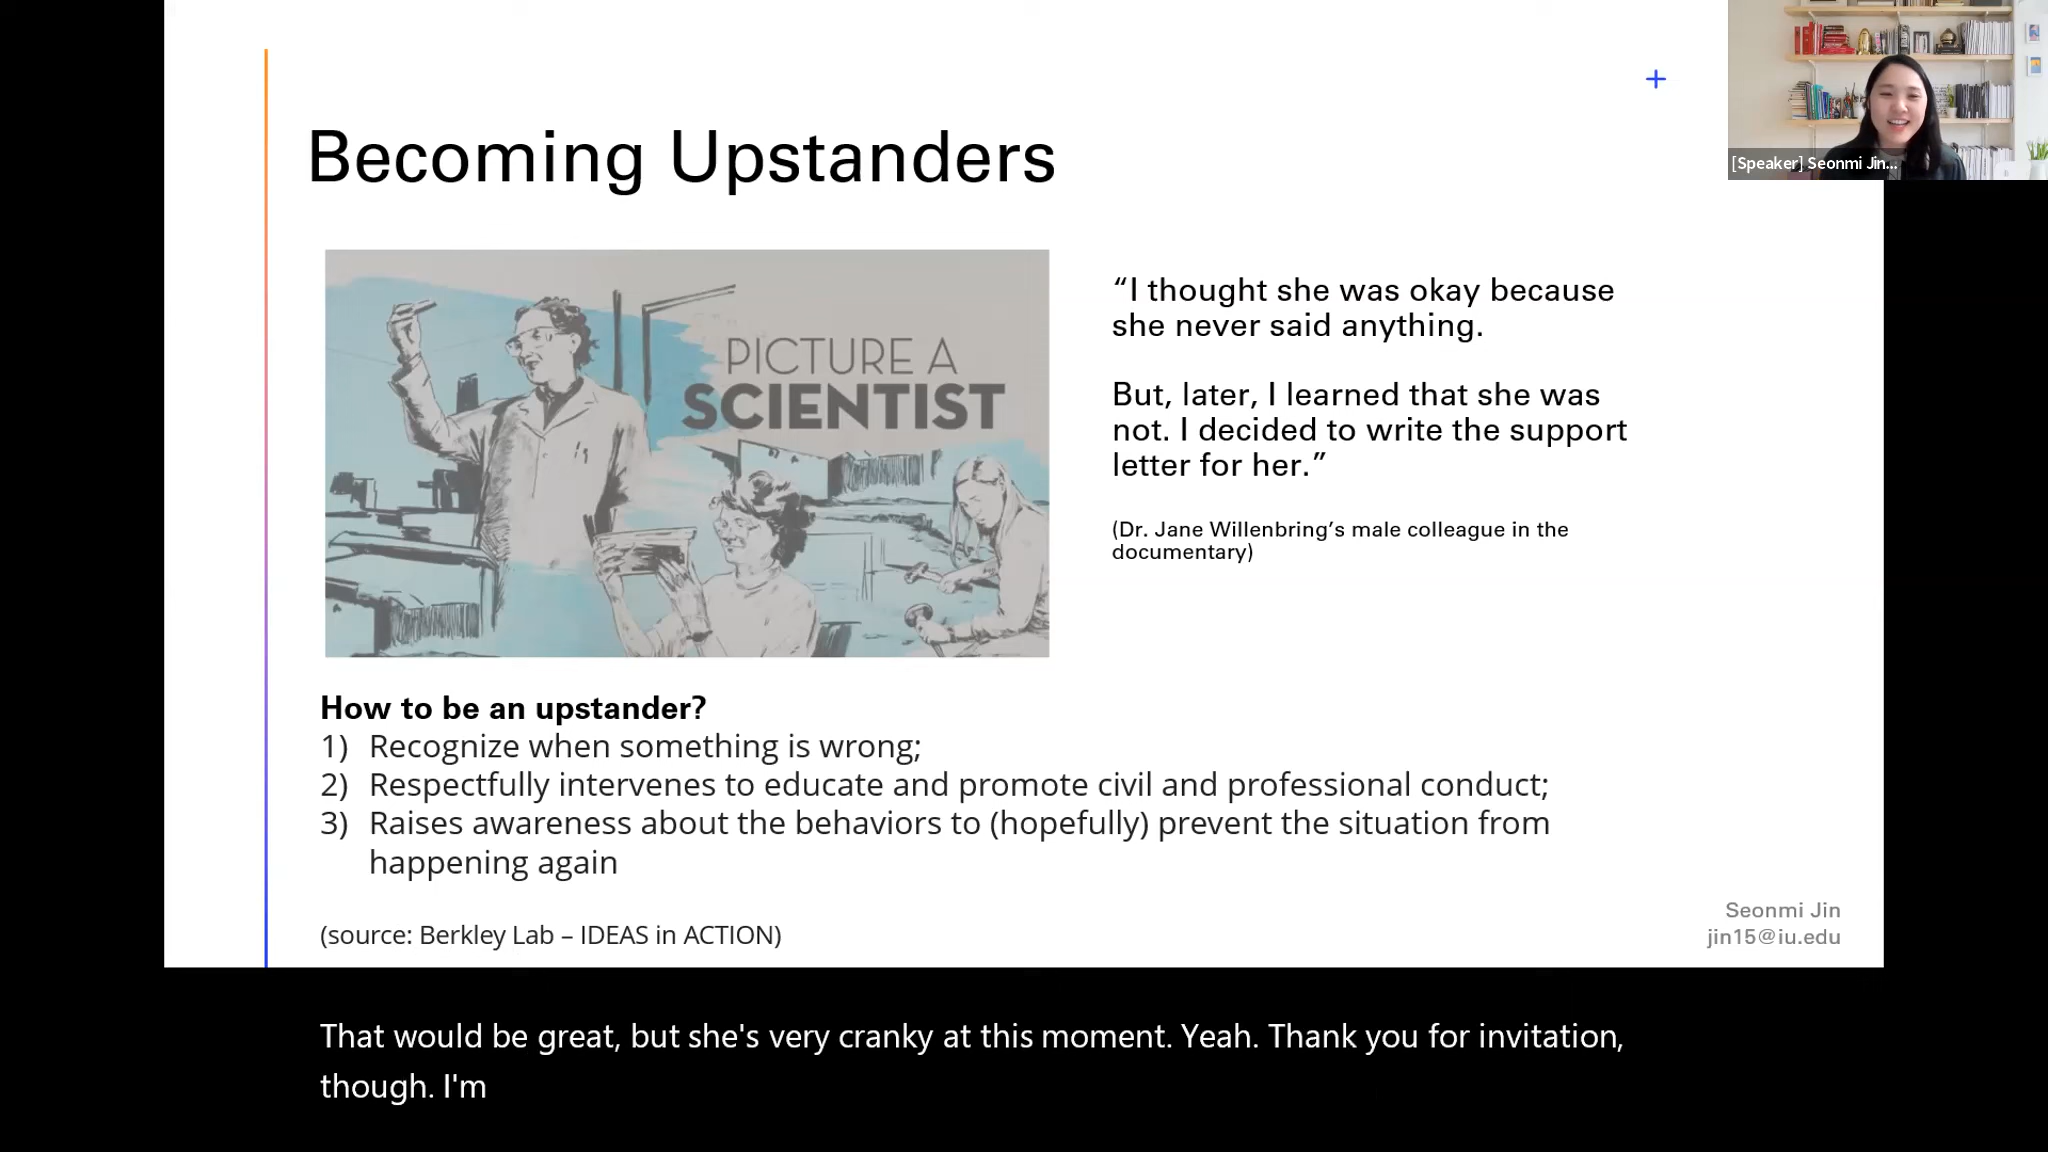 [Speaker] Seonmi Jin...
Becoming Upstanders
PICTURE A
SCIENTIST
“I thought she was okay because
she never said anything.
But, later, I learned that she was
not. I decided to write the support
letter for her.”
(Dr. Jane Willenbring’s male colleague in the
documentary)
How to be an upstander?
1) Recognize when something is wrong;
2) Respectfully intervenes to educate and promote civil and professional conduct;
3) Raises awareness about the behaviors to (hopefully) prevent the situation from
happening again
(source: Berkley Lab – IDEAS in ACTION)
Seonmi Jin
jin15@iu.edu
That would be great, but she's very cranky at this moment. Yeah. Thank you for invitation,
though. I'm